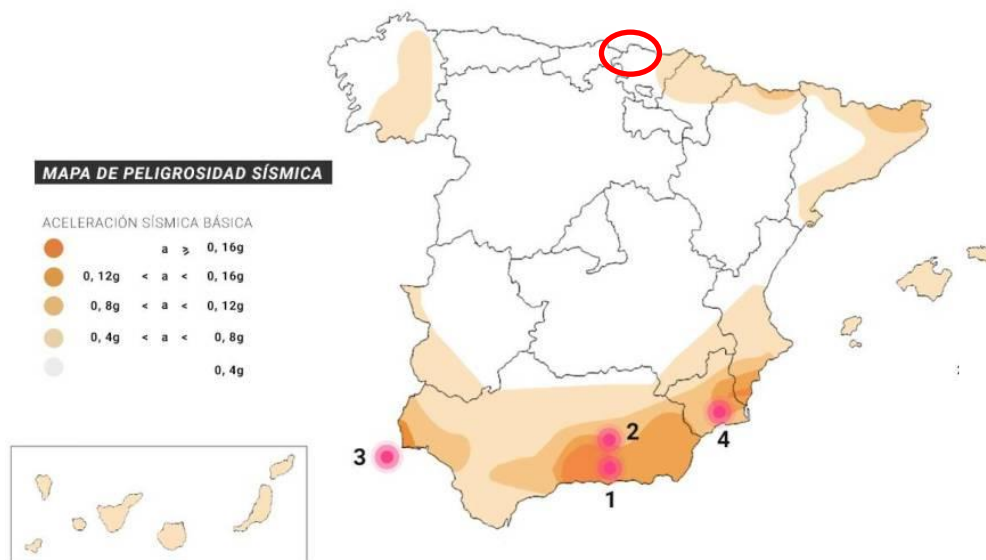 MAPA DE PELIGROSIDAD SÍSMICA
ACELERACIÓN SÍSMICA BÁSICA
a ≥ 0, 16g
0, 12g < a < 0, 16g
0, 8g < a < 0, 12g
0, 4g < a < 0, 8g
0, 4g
3
2
1
4